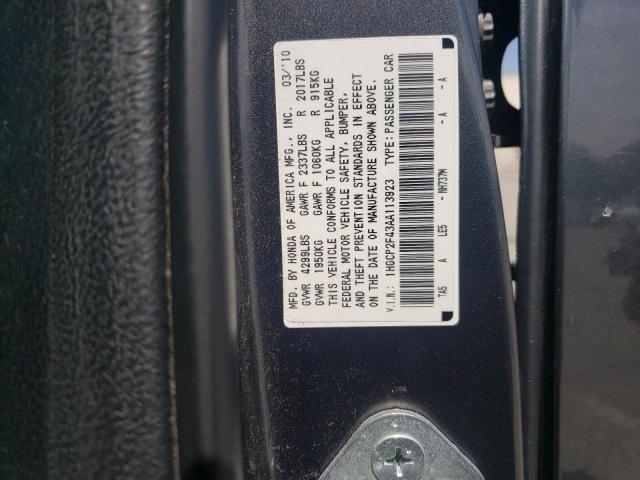 MFD. BY HONDA OF AMERICA MFG., INC. 03/'10
GVWR 4299LBS GAWR F 2337LBS R 2017LBS
GVWR 1950KG GAWR F 1060KG R 915KG
THIS VEHICLE CONFORMS TO ALL APPLICABLE
FEDERAL MOTOR VEHICLE SAFETY, BUMPER,
AND THEFT PREVENTION STANDARDS IN EFFECT
ON THE DATE OF MANUFACTURE SHOWN ABOVE.
V.I.N.: 1HGCP2F43AA113923 TYPE:PASSENGER CAR
TA5 A LE5 - NH737M - A - A